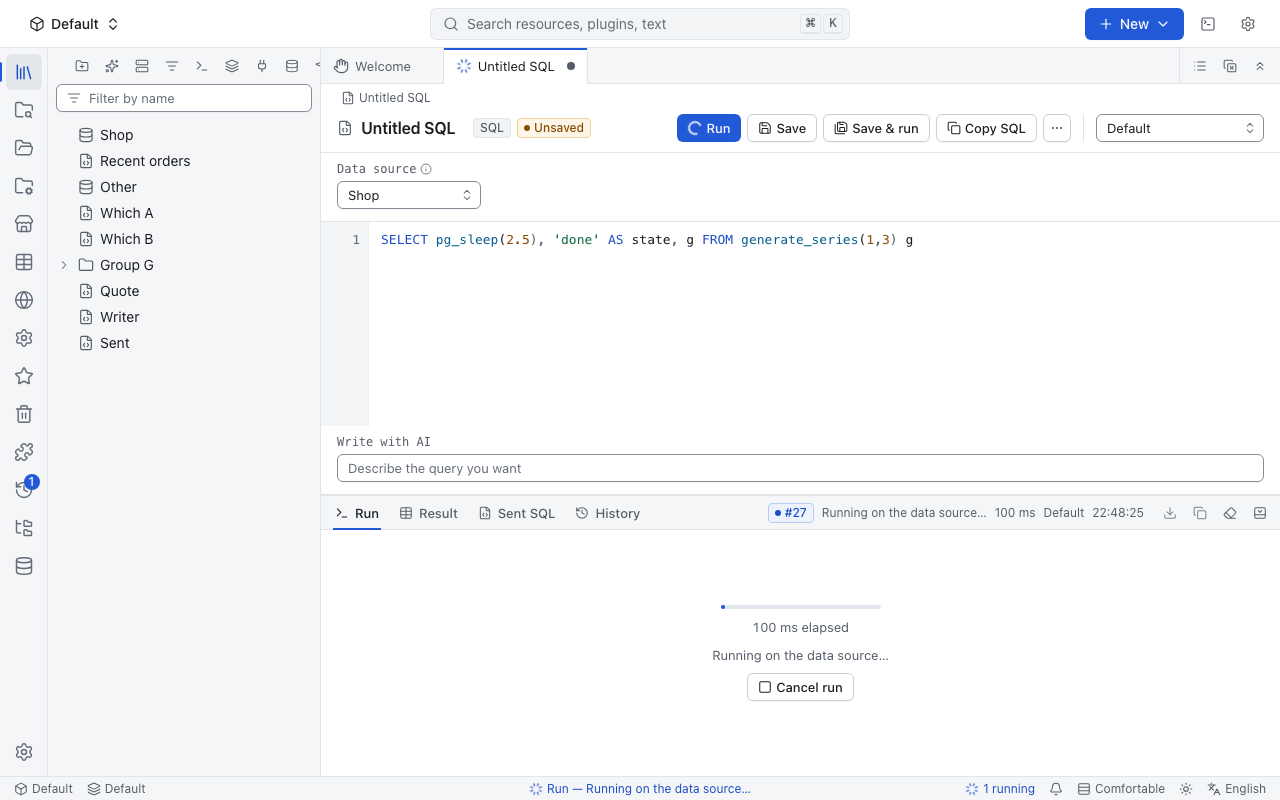 Default
Search resources, plugins, text
⌘ K
New
Welcome
Untitled SQL
Filter by name
Shop
Recent orders
Other
Which A
Which B
Group G
Quote
Writer
Sent
1
Untitled SQL
Untitled SQL
SQL
Unsaved
Run
Save
Save & run
Copy SQL
Default
Data source
Shop
1 SELECT pg_sleep(2.5), 'done' AS state, g FROM generate_series(1,3) g
Write with AI
Describe the query you want
Run
Result
Sent SQL
History
#27
Running on the data source...
100 ms
Default
22:48:25
100 ms elapsed
Running on the data source...
Cancel run
Default
Default
Run — Running on the data source...
1 running
Comfortable
English